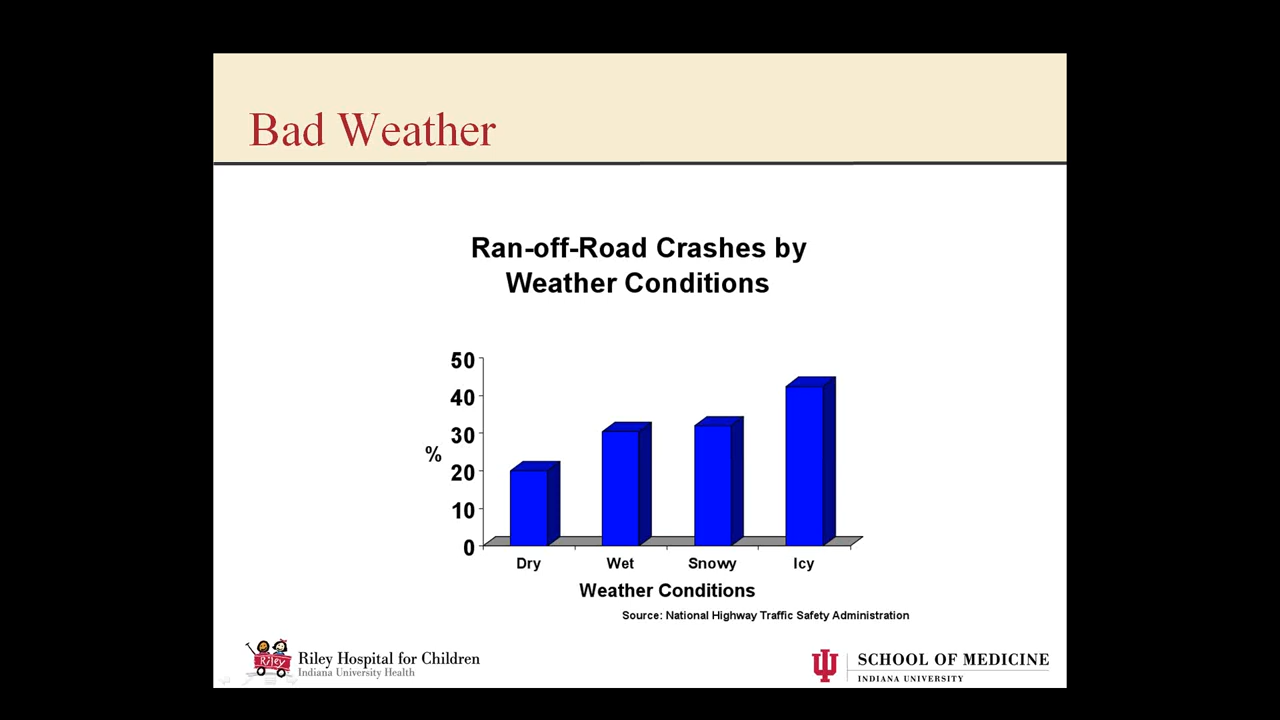 Bad Weather
Ran-off-Road Crashes by
Weather Conditions
50
40
30
%
20
10
0
Dry Wet Snowy Icy
Weather Conditions
Source: National Highway Traffic Safety Administration
Riley
Riley Hospital for Children
Indiana University Health
SCHOOL OF MEDICINE
INDIANA UNIVERSITY